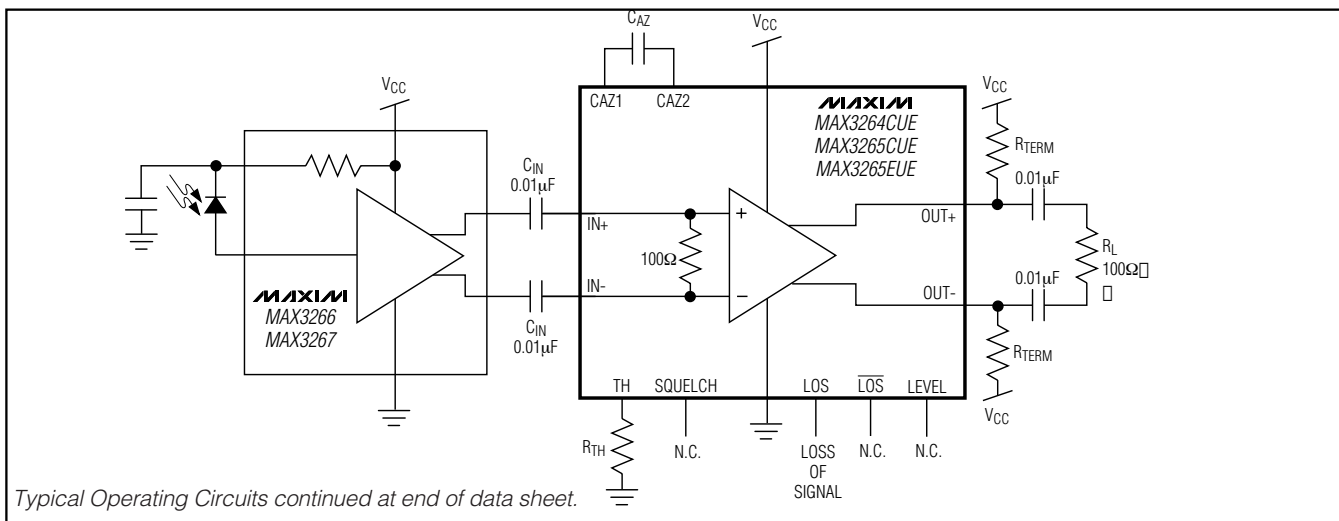 CAZ
VCC
VCC
CAZ1
CAZ2
MAXIM
MAX3264CUE
MAX3265CUE
MAX3265EUE
VCC
RTERM
CIN
0.01µF
0.01µF
IN+
OUT+
100Ω
RL
100Ω
IN-
0.01µF
OUT-
MAXIM
MAX3266
MAX3267
CIN
0.01µF
RTERM
TH
SQUELCH
LOS
LOS
LEVEL
VCC
RTH
N.C.
LOSS
OF
SIGNAL
N.C.
N.C.
Typical Operating Circuits continued at end of data sheet.